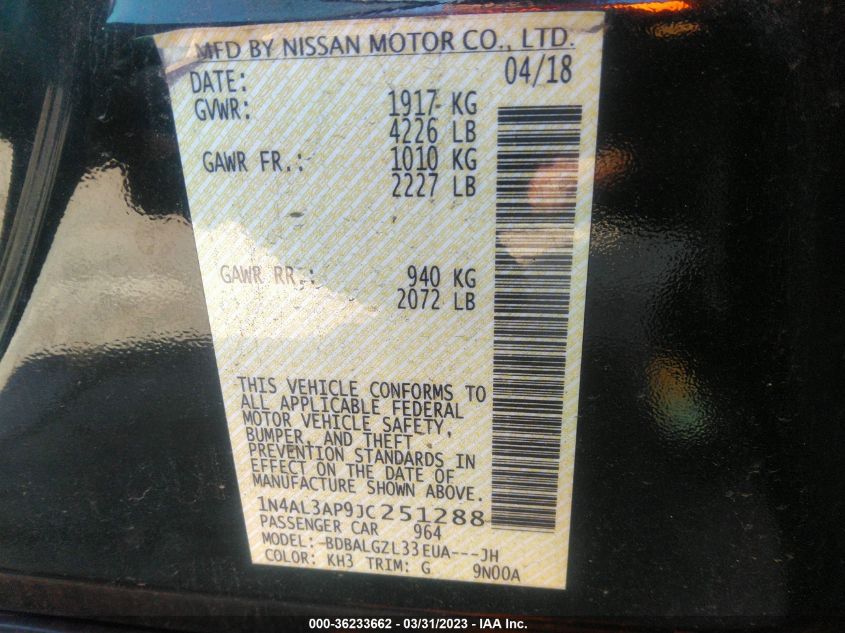 MFD BY NISSAN MOTOR CO., LTD.
DATE: 04/18
GVWR: 1917 KG
4226 LB
GAWR FR.: 1010 KG
2227 LB
GAWR RR.: 940 KG
2072 LB
THIS VEHICLE CONFORMS TO
ALL APPLICABLE FEDERAL
MOTOR VEHICLE SAFETY,
BUMPER, AND THEFT
PREVENTION STANDARDS IN
EFFECT ON THE DATE OF
MANUFACTURE SHOWN ABOVE.
1N4AL3AP9JC251288
PASSENGER CAR 964
MODEL: BDBALGZL33EUA---JH
COLOR: KH3 TRIM: G 9N00A
000-36233662 - 03/31/2023 - IAA Inc.